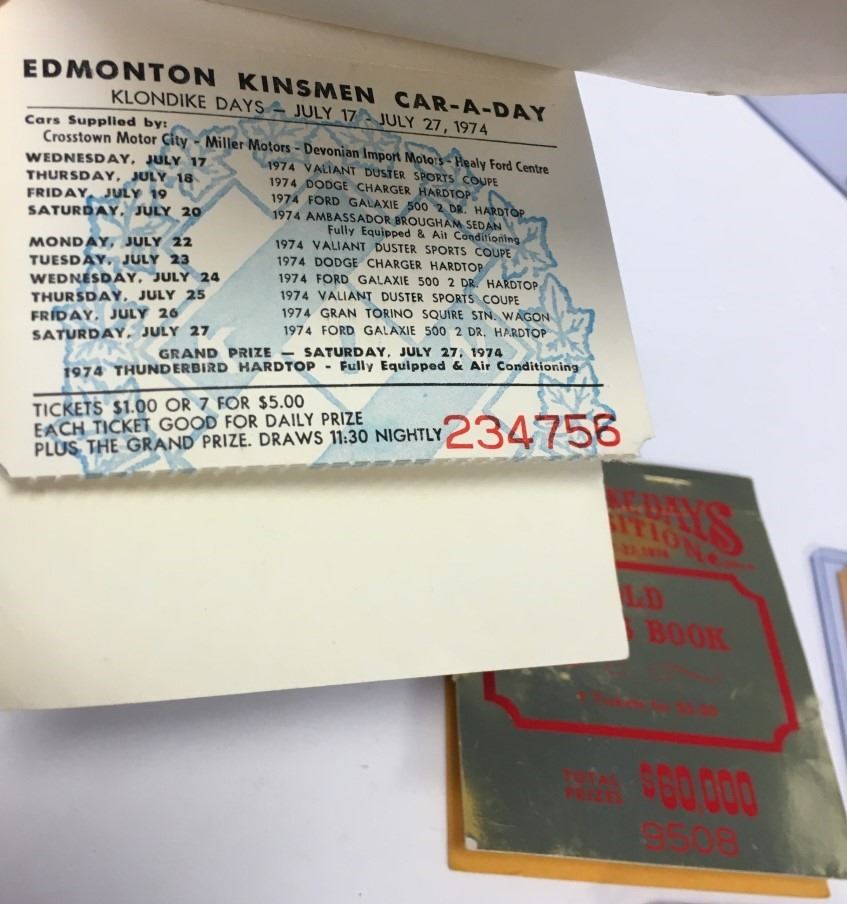 EDMONTON KINSMEN CAR-A-DAY
KLONDIKE DAYS — JULY 17 - JULY 27, 1974
Cars Supplied by:
Crosstown Motor City - Miller Motors - Devonian Import Motors - Healy Ford Centre
WEDNESDAY, JULY 17 1974 VALIANT DUSTER SPORTS COUPE
THURSDAY, JULY 18 1974 DODGE CHARGER HARDTOP
FRIDAY, JULY 19 1974 FORD GALAXIE 500 2 DR. HARDTOP
SATURDAY, JULY 20 1974 AMBASSADOR BROUGHAM SEDAN
Fully Equipped & Air Conditioning
MONDAY, JULY 22 1974 VALIANT DUSTER SPORTS COUPE
TUESDAY, JULY 23 1974 DODGE CHARGER HARDTOP
WEDNESDAY, JULY 24 1974 FORD GALAXIE 500 2 DR. HARDTOP
THURSDAY, JULY 25 1974 VALIANT DUSTER SPORTS COUPE
FRIDAY, JULY 26 1974 GRAN TORINO SQUIRE STN. WAGON
SATURDAY, JULY 27 1974 FORD GALAXIE 500 2 DR. HARDTOP
GRAND PRIZE — SATURDAY, JULY 27, 1974
1974 THUNDERBIRD HARDTOP - Fully Equipped & Air Conditioning
TICKETS $1.00 OR 7 FOR $5.00
EACH TICKET GOOD FOR DAILY PRIZE
PLUS THE GRAND PRIZE. DRAWS 11:30 NIGHTLY 234756
DAYS
ITION
LD
BOOK
TOTAL
PRIZES $60,000
9508